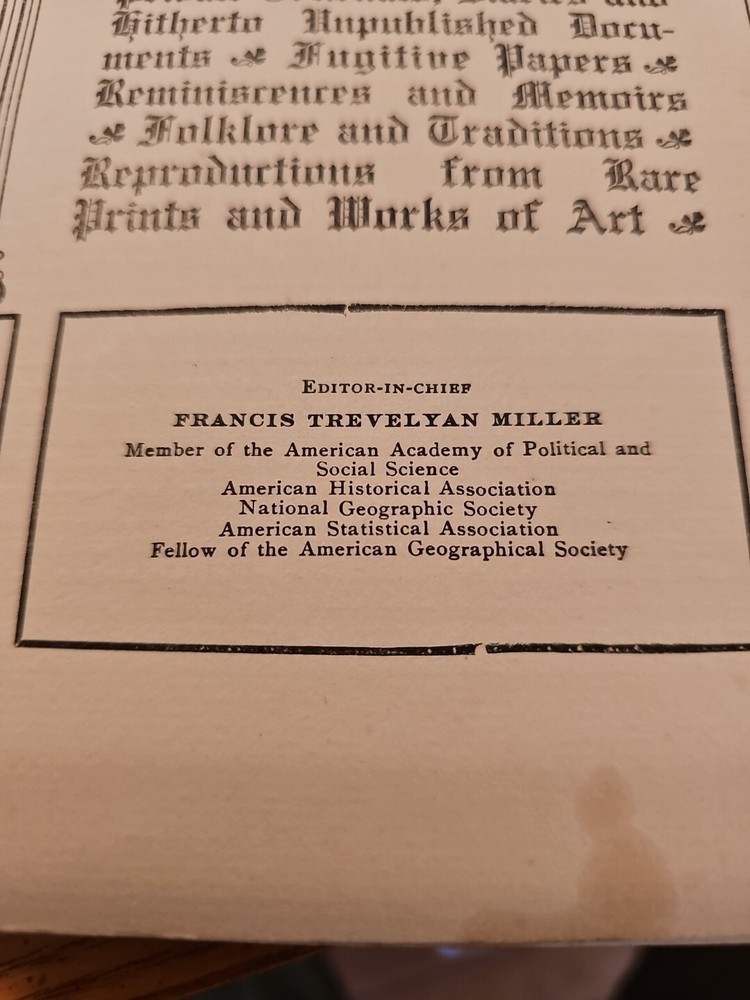 Hitherto Unpublished Docu-
ments Fugitive Papers
Reminiscences and Memoirs
Folklore and Traditions
Reproductions from Rare
Prints and Works of Art
EDITOR-IN-CHIEF
FRANCIS TREVELYAN MILLER
Member of the American Academy of Political and
Social Science
American Historical Association
National Geographic Society
American Statistical Association
Fellow of the American Geographical Society